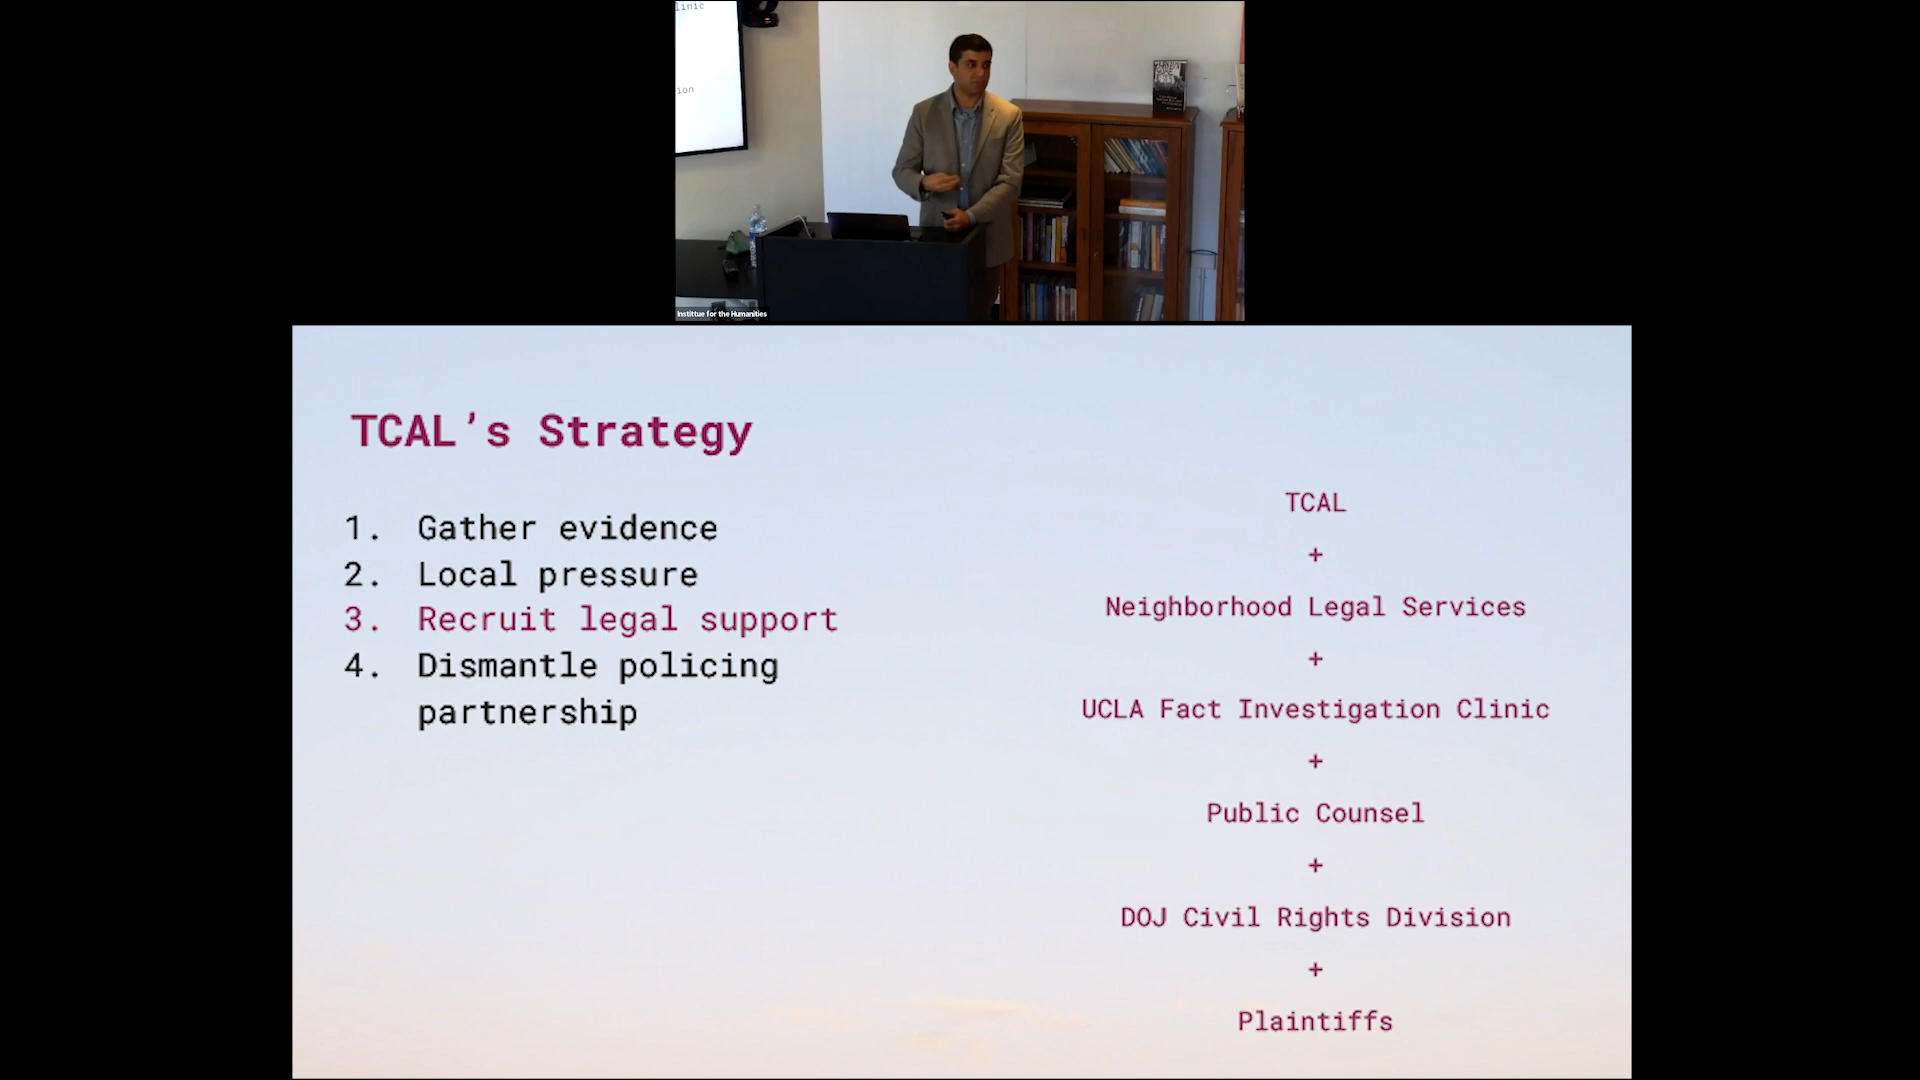 linic
ion
Instittue for the Humanities
TCAL’s Strategy
1. Gather evidence
2. Local pressure
3. Recruit legal support
4. Dismantle policing
partnership
TCAL
+
Neighborhood Legal Services
+
UCLA Fact Investigation Clinic
+
Public Counsel
+
DOJ Civil Rights Division
+
Plaintiffs